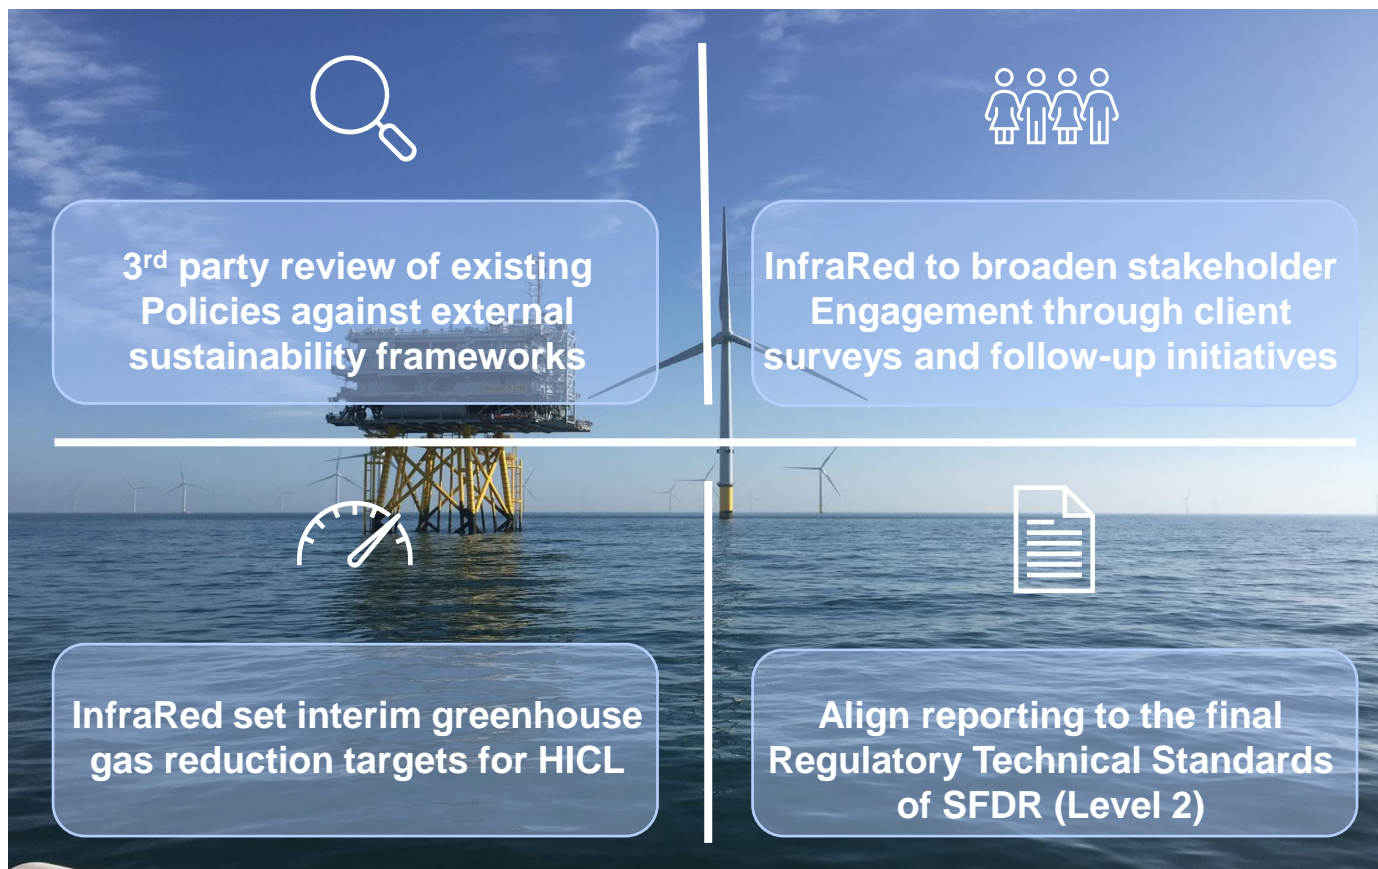 3rd party review of existing
Policies against external
sustainability frameworks
InfraRed to broaden stakeholder
Engagement through client
surveys and follow-up initiatives
InfraRed set interim greenhouse
gas reduction targets for HICL
Align reporting to the final
Regulatory Technical Standards
of SFDR (Level 2)